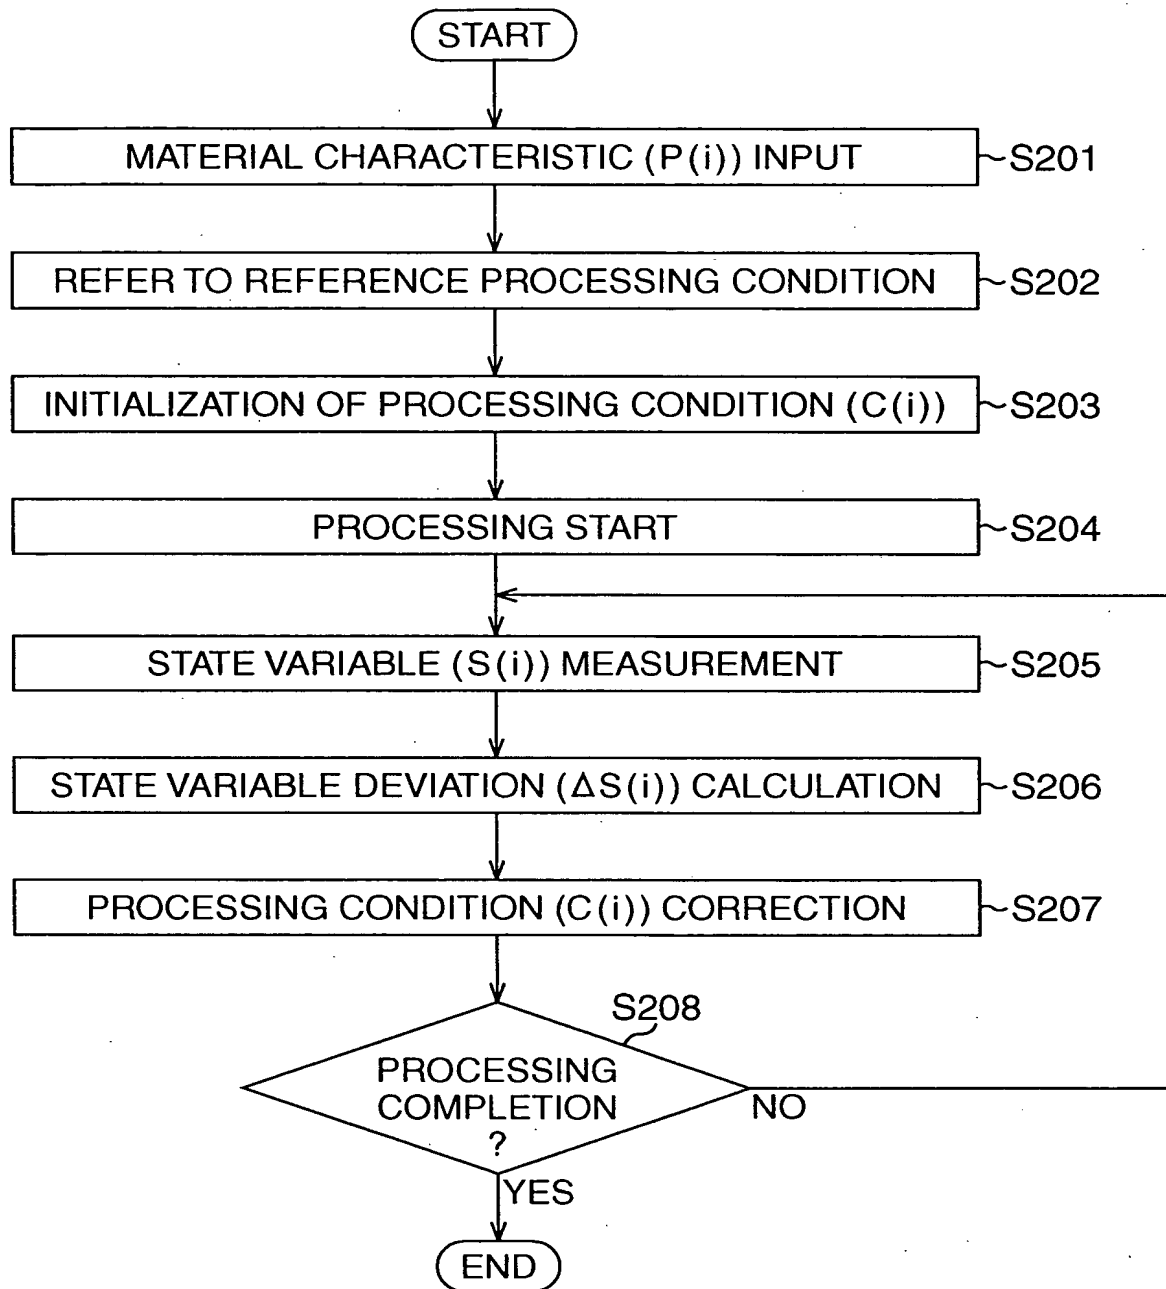 START
MATERIAL CHARACTERISTIC (P(i)) INPUT
S201
REFER TO REFERENCE PROCESSING CONDITION
S202
INITIALIZATION OF PROCESSING CONDITION (C(i))
S203
PROCESSING START
S204
STATE VARIABLE (S(i)) MEASUREMENT
S205
STATE VARIABLE DEVIATION (ΔS(i)) CALCULATION
S206
PROCESSING CONDITION (C(i)) CORRECTION
S207
S208
PROCESSING
COMPLETION
?
NO
YES
END